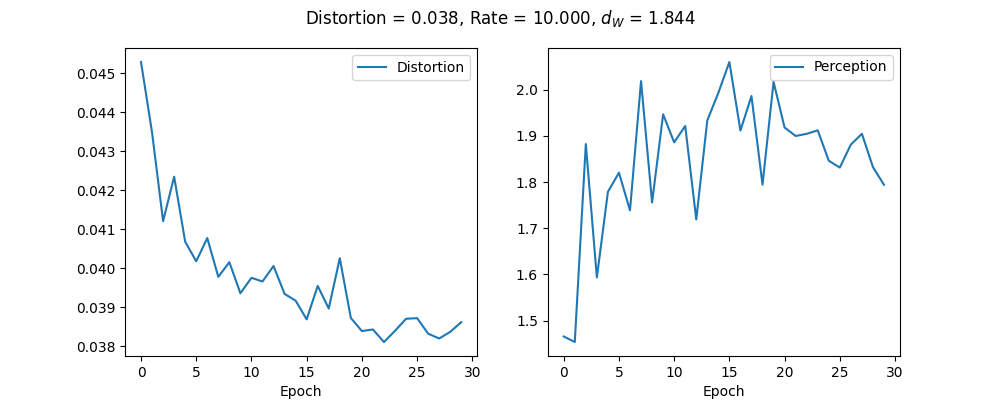 Distortion = 0.038, Rate = 10.000, d_W = 1.844
Distortion
0.045
0.044
0.043
0.042
0.041
0.040
0.039
0.038
0 5 10 15 20 25 30
Epoch
Perception
2.0
1.9
1.8
1.7
1.6
1.5
0 5 10 15 20 25 30
Epoch